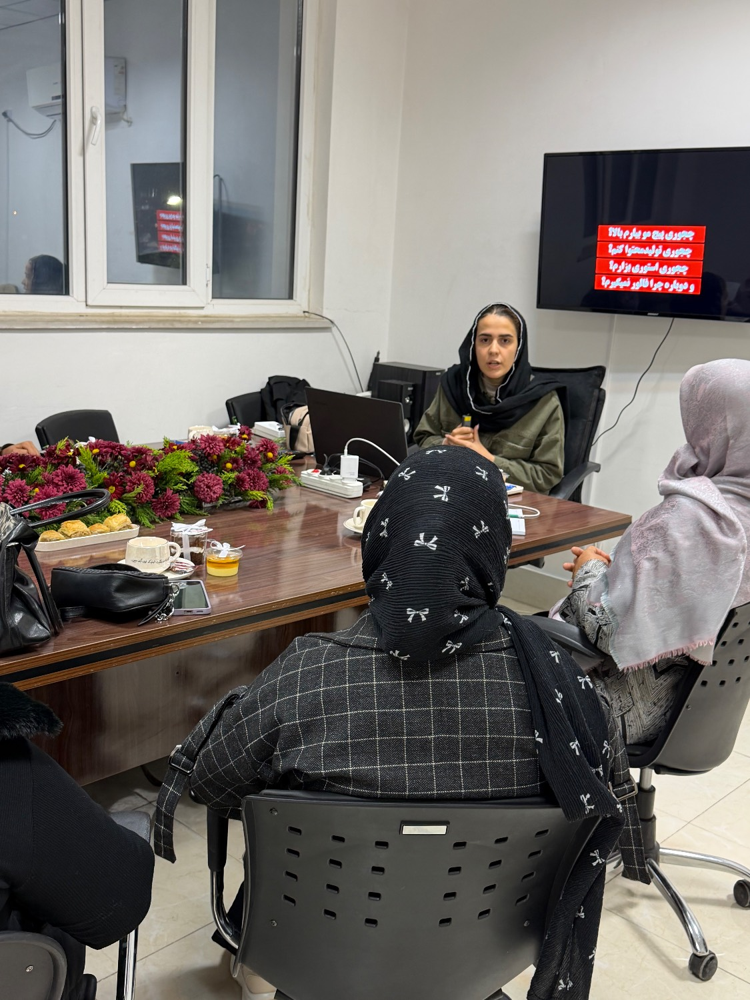 چجوری پیج مو بیارم بالا؟
چجوری تولیدمحتوا کنم؟
چجوری استوری بزارم؟
و دوباره چرا فالور نمیگیرم؟